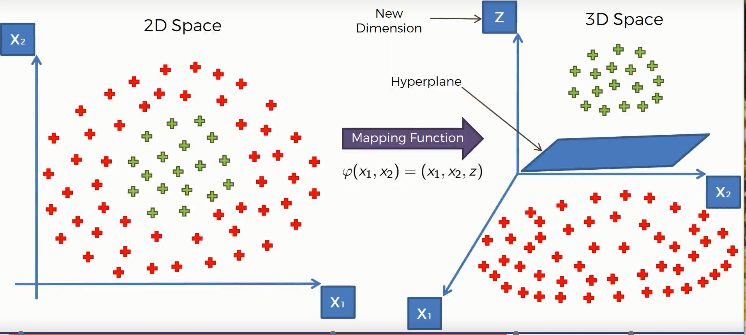 2D Space
X₂
X₁
Mapping Function
φ(x₁, x₂) = (x₁, x₂, z)
New
Dimension
Z
3D Space
Hyperplane
X₂
X₁